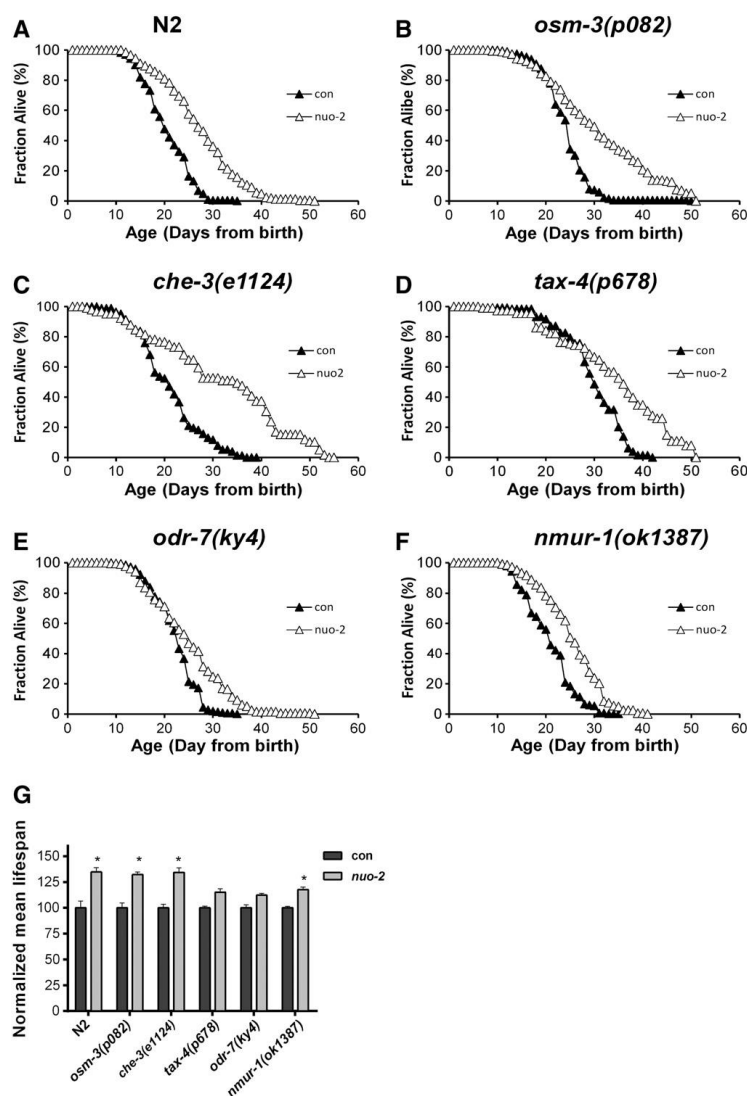 A
N2
Fraction Alive (%)
100
80
60
40
20
0
con
nuo-2
0 10 20 30 40 50 60
Age (Days from birth)
B
osm-3(p082)
Fraction Alibe (%)
100
80
60
40
20
0
con
nuo-2
0 10 20 30 40 50 60
Age (Days from birth)
C
che-3(e1124)
Fraction Alive (%)
100
80
60
40
20
0
con
nuo2
0 10 20 30 40 50 60
Age (Days from birth)
D
tax-4(p678)
Fraction Alive (%)
100
80
60
40
20
0
con
nuo-2
0 10 20 30 40 50 60
Age (Days from birth)
E
odr-7(ky4)
Fraction Alive (%)
100
80
60
40
20
0
con
nuo-2
0 10 20 30 40 50 60
Age (Day from birth)
F
nmur-1(ok1387)
Fraction Alive (%)
100
80
60
40
20
0
con
nuo-2
0 10 20 30 40 50 60
Age (Day from birth)
G
Normalized mean lifespan
150
125
100
75
50
25
0
* * * *
con
nuo-2
N2
osm-3(p082)
che-3(e1124)
tax-4(p678)
odr-7(ky4)
nmur-1(ok1387)